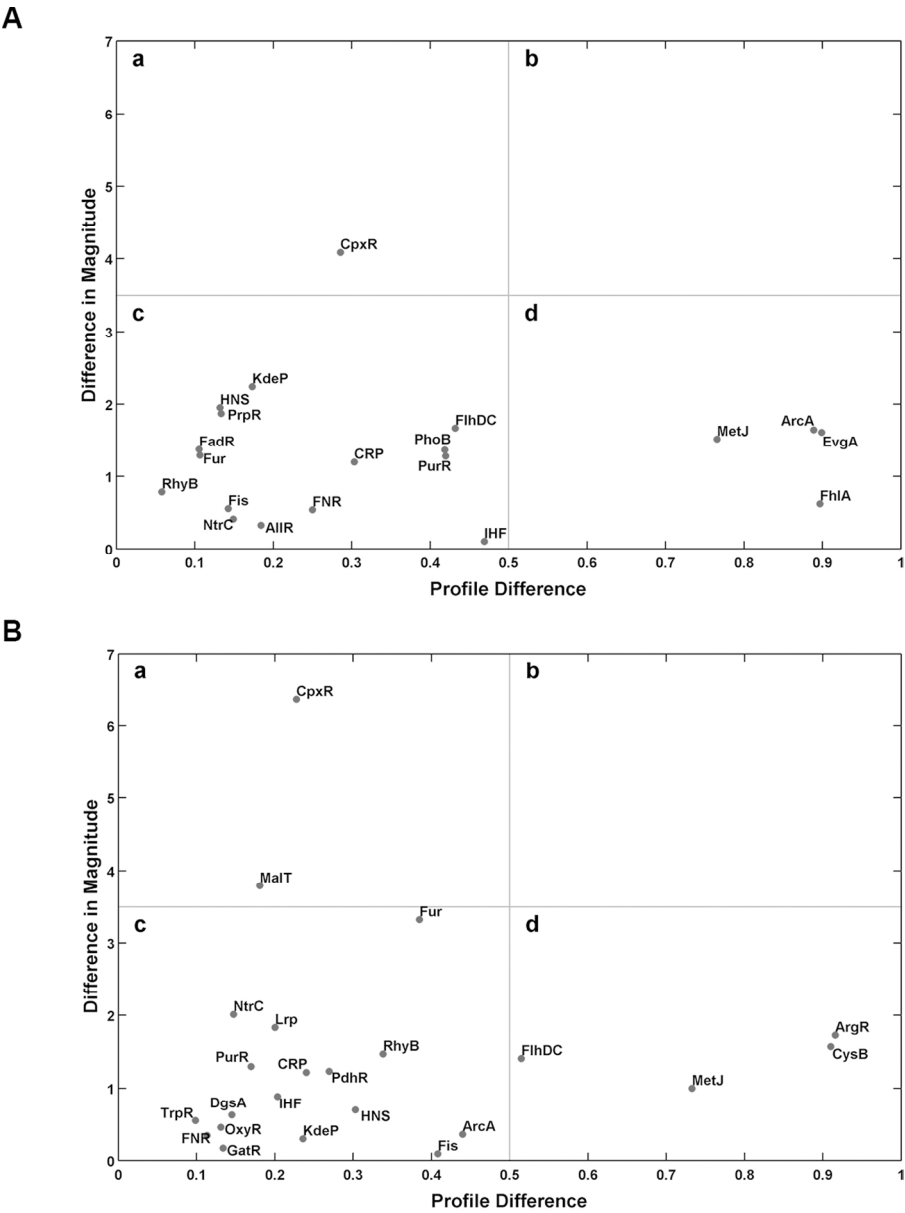 A
7
a
b
6
5
CpxR
4
Difference in Magnitude
c
d
3
KdeP
2
HNS
PrpR
FlhDC
ArcA
MetJ
EvgA
PhoB
FadR
CRP
Fur
PurR
1
RhyB
FhlA
Fis
FNR
NtrC
AllR
IHF
0
0 0.1 0.2 0.3 0.4 0.5 0.6 0.7 0.8 0.9 1
Profile Difference
B
7
a
b
CpxR
6
5
4
MalT
Difference in Magnitude
Fur
c
d
3
NtrC
2
Lrp
ArgR
RhyB
FlhDC
CysB
PurR
CRP
PdhR
MetJ
1
DgsA
IHF
TrpR
HNS
OxyR
KdeP
ArcA
FNR
Fis
GatR
0
0 0.1 0.2 0.3 0.4 0.5 0.6 0.7 0.8 0.9 1
Profile Difference